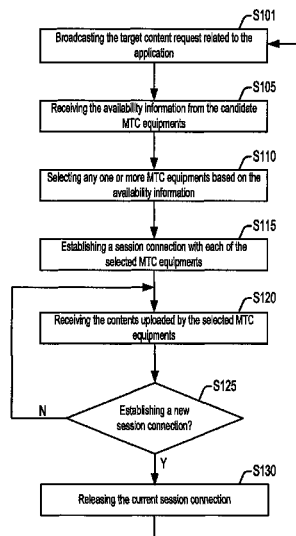 S101
Broadcasting the target content request related to the
application
S105
Receiving the availability information from the candidate
MTC equipments
S110
Selecting any one or more MTC equipments based on the
availability information
S115
Establishing a session connection with each of the
selected MTC equipments
S120
Receiving the contents uploaded by the selected MTC
equipments
S125
Establishing a new
session connection?
N
Y
S130
Releasing the current session connection